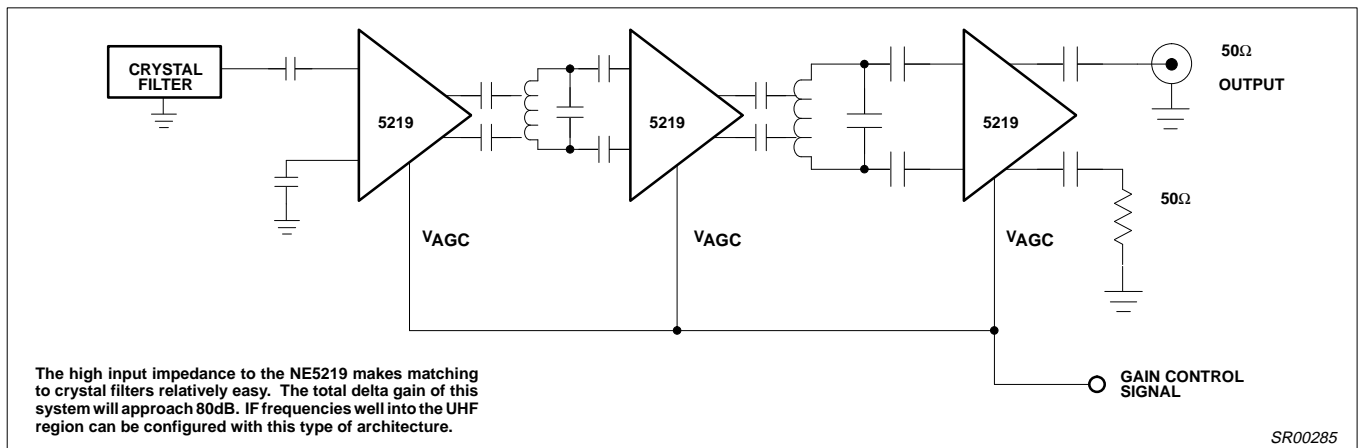 CRYSTAL
FILTER
5219
5219
5219
50Ω
OUTPUT
50Ω
VAGC
VAGC
VAGC
The high input impedance to the NE5219 makes matching
to crystal filters relatively easy. The total delta gain of this
system will approach 80dB. IF frequencies well into the UHF
region can be configured with this type of architecture.
GAIN CONTROL
SIGNAL
SR00285